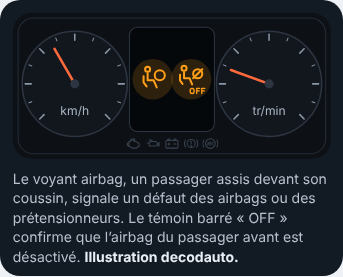 km/h
OFF
tr/min
Le voyant airbag, un passager assis devant son
coussin, signale un défaut des airbags ou des
prétensionneurs. Le témoin barré « OFF »
confirme que l'airbag du passager avant est
désactivé. Illustration decodauto.